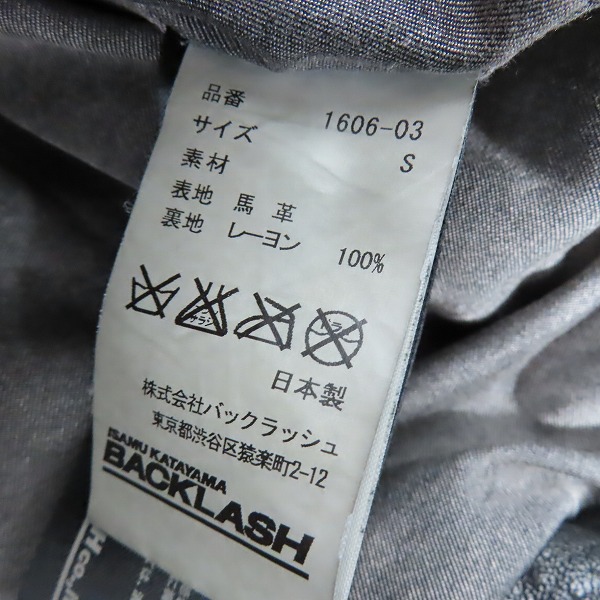 品番 1606-03
サイズ S
素材
表地 馬革
裏地 レーヨン 100%
日本製
株式会社バックラッシュ
東京都渋谷区猿楽町2-12
ISAMU KATAYAMA
BACKLASH